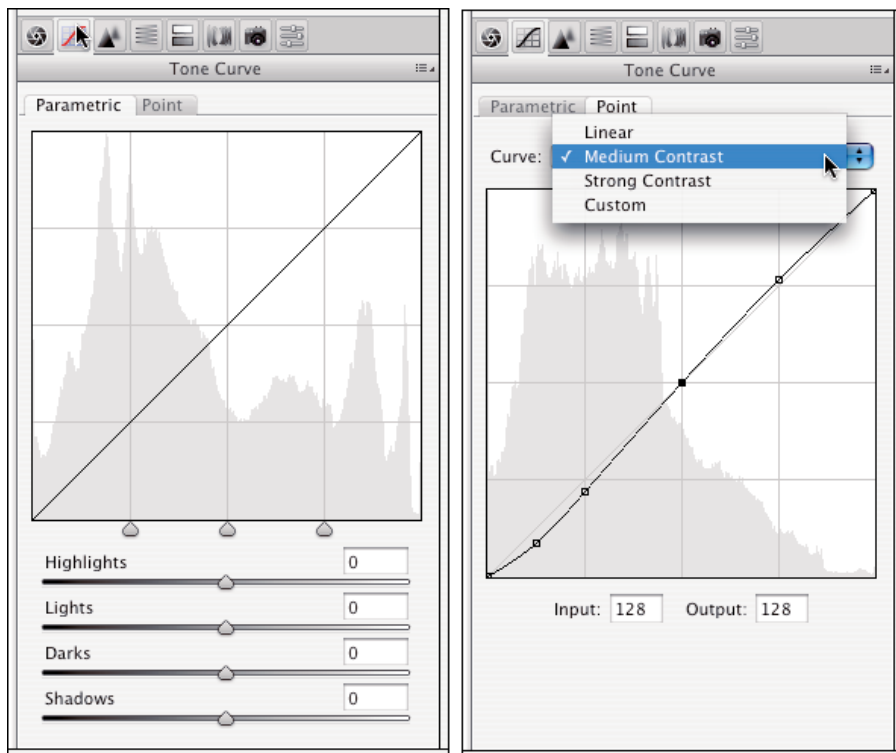 Tone Curve
Parametric Point
Highlights 0
Lights 0
Darks 0
Shadows 0
Tone Curve
Parametric Point
Curve:
Linear
✓ Medium Contrast
Strong Contrast
Custom
Input: 128 Output: 128